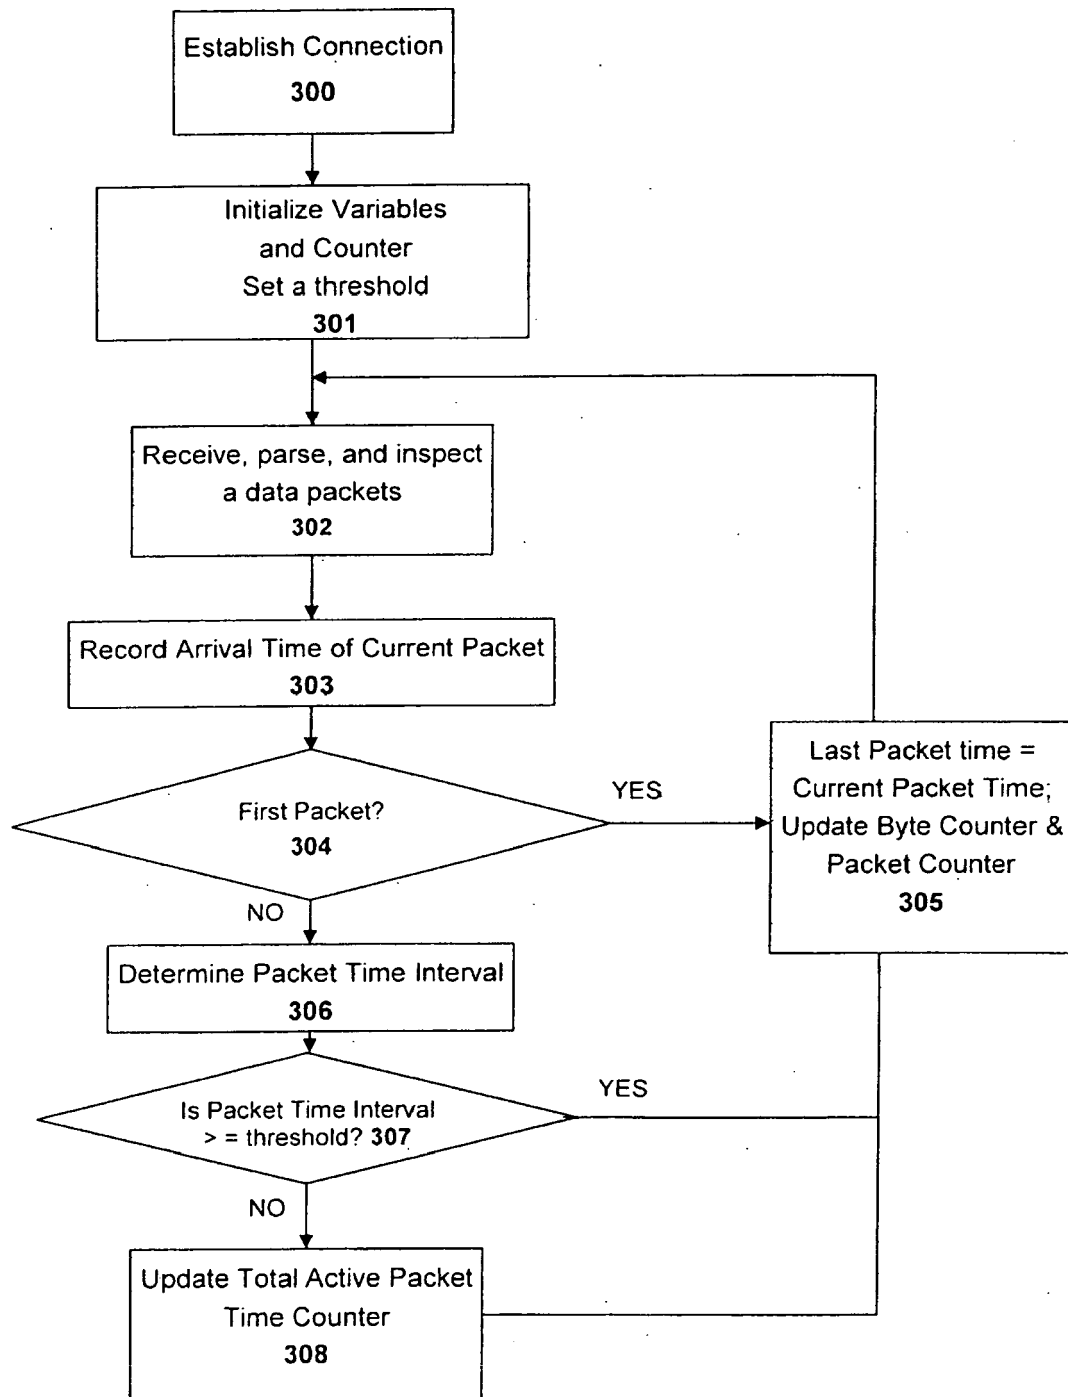 Establish Connection
300
Initialize Variables
and Counter
Set a threshold
301
Receive, parse, and inspect
a data packets
302
Record Arrival Time of Current Packet
303
First Packet?
304
YES
NO
Last Packet time =
Current Packet Time;
Update Byte Counter &
Packet Counter
305
Determine Packet Time Interval
306
Is Packet Time Interval
> = threshold? 307
YES
NO
Update Total Active Packet
Time Counter
308